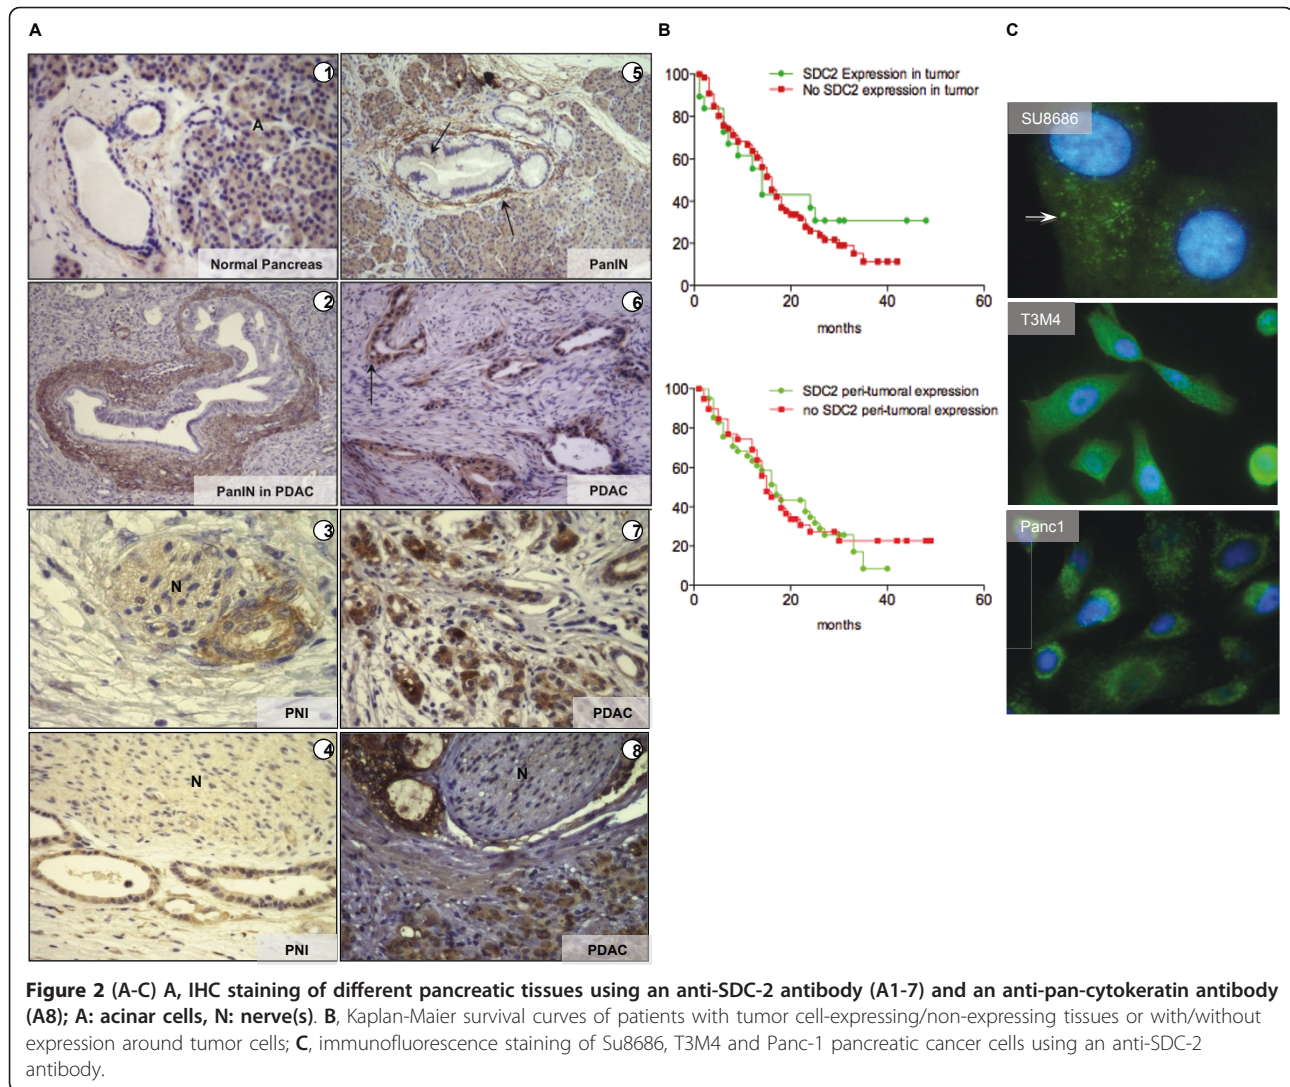 A
B
C
1
A
Normal Pancreas
5
PanIN
2
PanIN in PDAC
6
PDAC
3
N
PNI
7
PDAC
4
N
PNI
8
N
PDAC
SDC2 Expression in tumor
No SDC2 expression in tumor
100
80
60
40
20
0
0 20 40 60
months
SDC2 peri-tumoral expression
no SDC2 peri-tumoral expression
100
80
60
40
20
0
0 20 40 60
months
SU8686
T3M4
Panc1
Figure 2 (A-C) A, IHC staining of different pancreatic tissues using an anti-SDC-2 antibody (A1-7) and an anti-pan-cytokeratin antibody
(A8); A: acinar cells, N: nerve(s). B, Kaplan-Maier survival curves of patients with tumor cell-expressing/non-expressing tissues or with/without
expression around tumor cells; C, immunofluorescence staining of Su8686, T3M4 and Panc-1 pancreatic cancer cells using an anti-SDC-2
antibody.